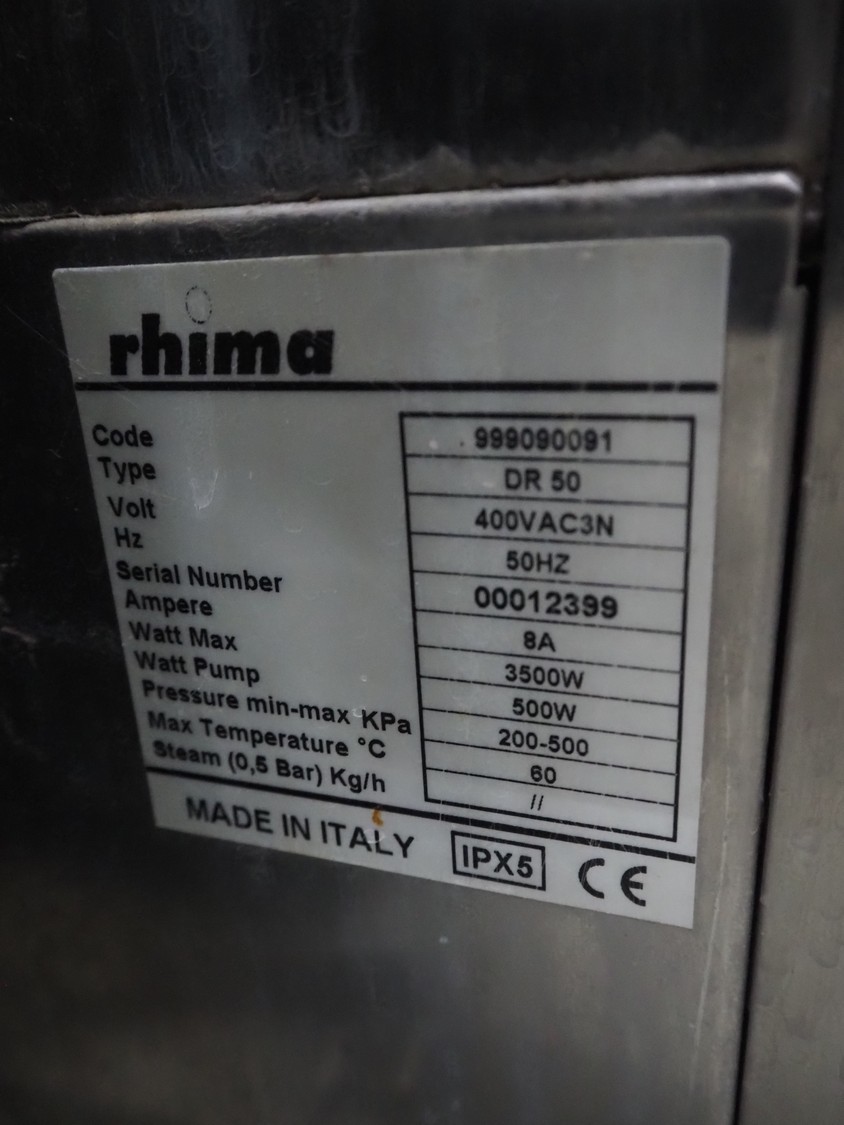 rhima
Code 999090091
Type DR 50
Volt 400VAC3N
Hz 50HZ
Serial Number 00012399
Ampere 8A
Watt Max 3500W
Watt Pump 500W
Pressure min-max KPa 200-500
Max Temperature °C 60
Steam (0,5 Bar) Kg/h //
MADE IN ITALY IPX5 CE